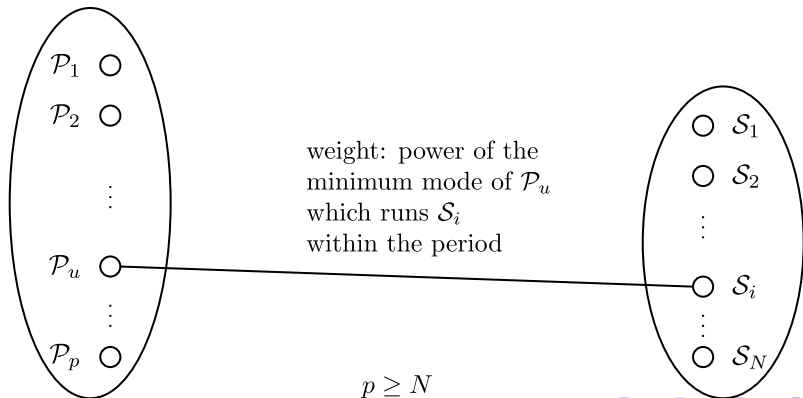 𝒫₁
𝒫₂
⋮
𝒫ᵤ
⋮
𝒫ₚ
weight: power of the
minimum mode of 𝒫ᵤ
which runs 𝒮ᵢ
within the period
p ≥ N
𝒮₁
𝒮₂
⋮
𝒮ᵢ
⋮
𝒮_N